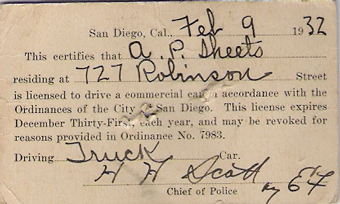 San Diego, Cal., Feb 9 1932
This certifies that A. P. Sheets
residing at 727 Robinson Street
is licensed to drive a commercial car in accordance with the
Ordinances of the City of San Diego. This license expires
December Thirty-First, each year, and may be revoked for
reasons provided in Ordinance No. 7983.
Driving Truck Car.
Scott
Chief of Police